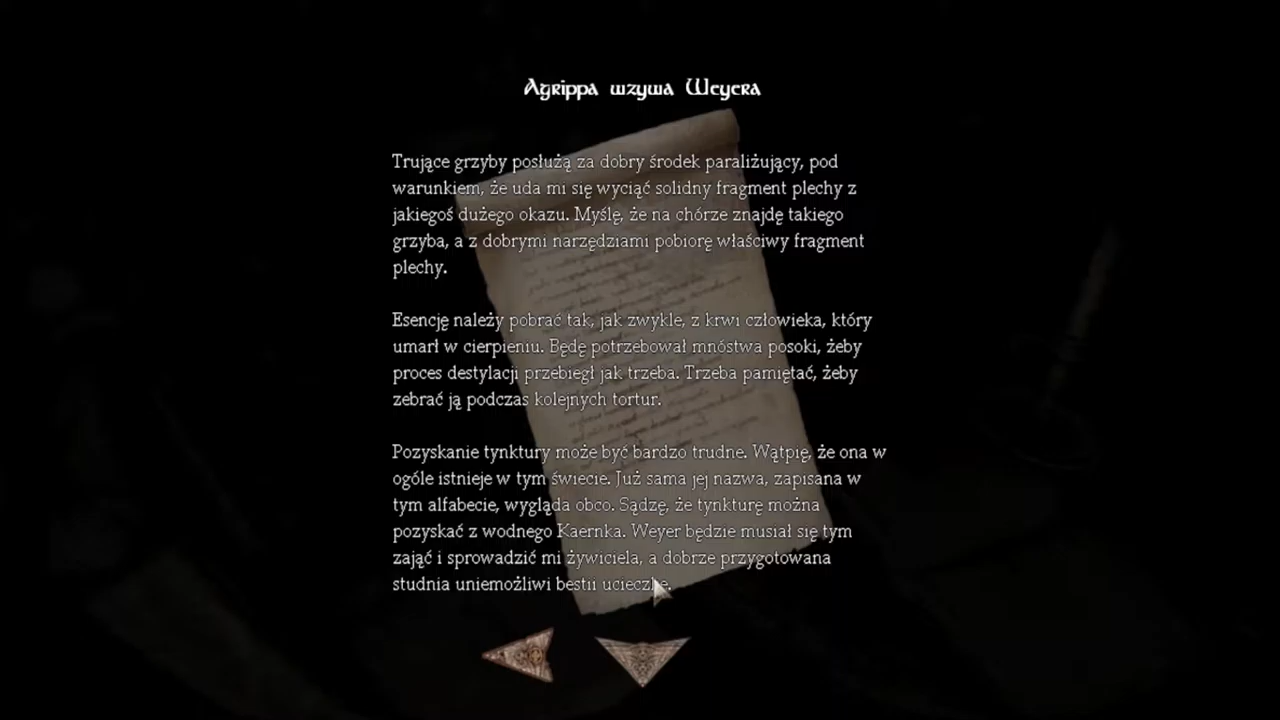 Agrippa wzywa Weyera
Trujące grzyby posłużą za dobry środek paraliżujący, pod
warunkiem, że uda mi się wyciąć solidny fragment plechy z
jakiegoś dużego okazu. Myślę, że na chórze znajdę takiego
grzyba, a z dobrymi narzędziami pobiorę właściwy fragment
plechy.
Esencję należy pobrać tak, jak zwykle, z krwi człowieka, który
umarł w cierpieniu. Będę potrzebował mnóstwa posoki, żeby
proces destylacji przebiegł jak trzeba. Trzeba pamiętać, żeby
zebrać ją podczas kolejnych tortur.
Pozyskanie tynktury może być bardzo trudne. Wątpię, że ona w
ogóle istnieje w tym świecie. Już sama jej nazwa, zapisana w
tym alfabecie, wygląda obco. Sądzę, że tynkturę można
pozyskać z wodnego Kaernka. Weyer będzie musiał się tym
zająć i sprowadzić mi żywiciela, a dobrze przygotowana
studnia uniemożliwi bestii ucieczkę.